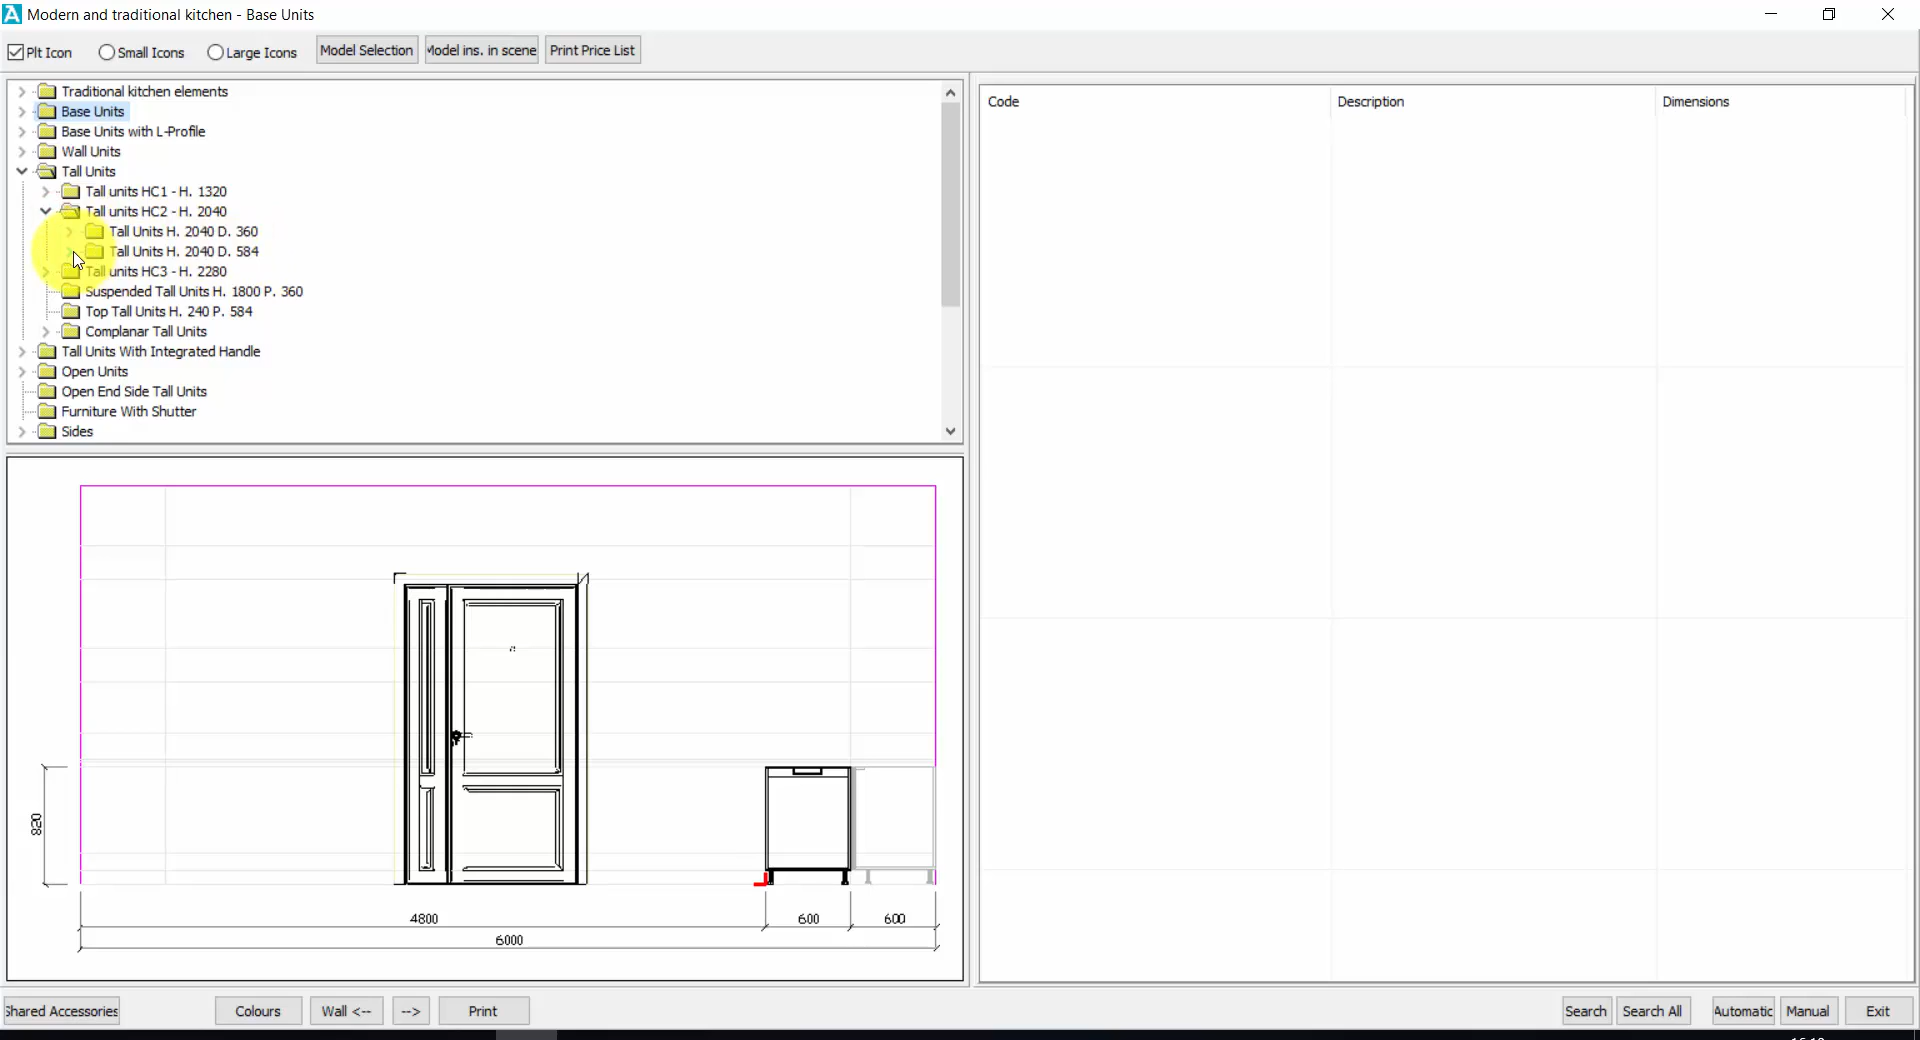 Modern and traditional kitchen - Base Units
Plt Icon Small Icons Large Icons Model Selection Model ins. in scene Print Price List
Traditional kitchen elements
Base Units
Base Units with L-Profile
Wall Units
Tall Units
Tall units HC1 - H. 1320
Tall units HC2 - H. 2040
Tall Units H. 2040 D. 360
Tall Units H. 2040 D. 584
Tall units HC3 - H. 2280
Suspended Tall Units H. 1800 P. 360
Top Tall Units H. 240 P. 584
Complanar Tall Units
Tall Units With Integrated Handle
Open Units
Open End Side Tall Units
Furniture With Shutter
Sides
Code Description Dimensions
820
4800 600 600
6000
Shared Accessories Colours Wall <-- --> Print Search Search All Automatic Manual Exit